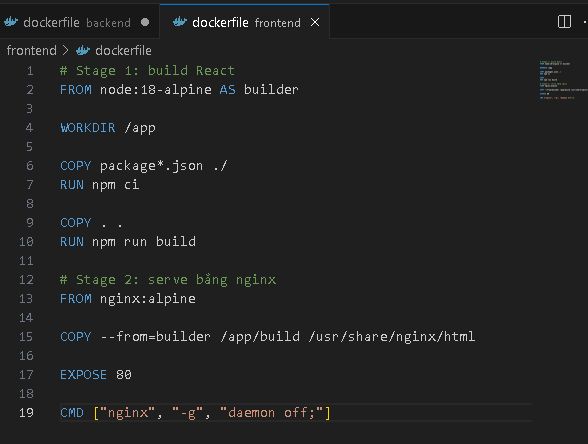 dockerfile backend
dockerfile frontend
frontend > dockerfile
1 # Stage 1: build React
2 FROM node:18-alpine AS builder
3
4 WORKDIR /app
5
6 COPY package*.json ./
7 RUN npm ci
8
9 COPY . .
10 RUN npm run build
11
12 # Stage 2: serve bằng nginx
13 FROM nginx:alpine
14
15 COPY --from=builder /app/build /usr/share/nginx/html
16
17 EXPOSE 80
18
19 CMD ["nginx", "-g", "daemon off;"]